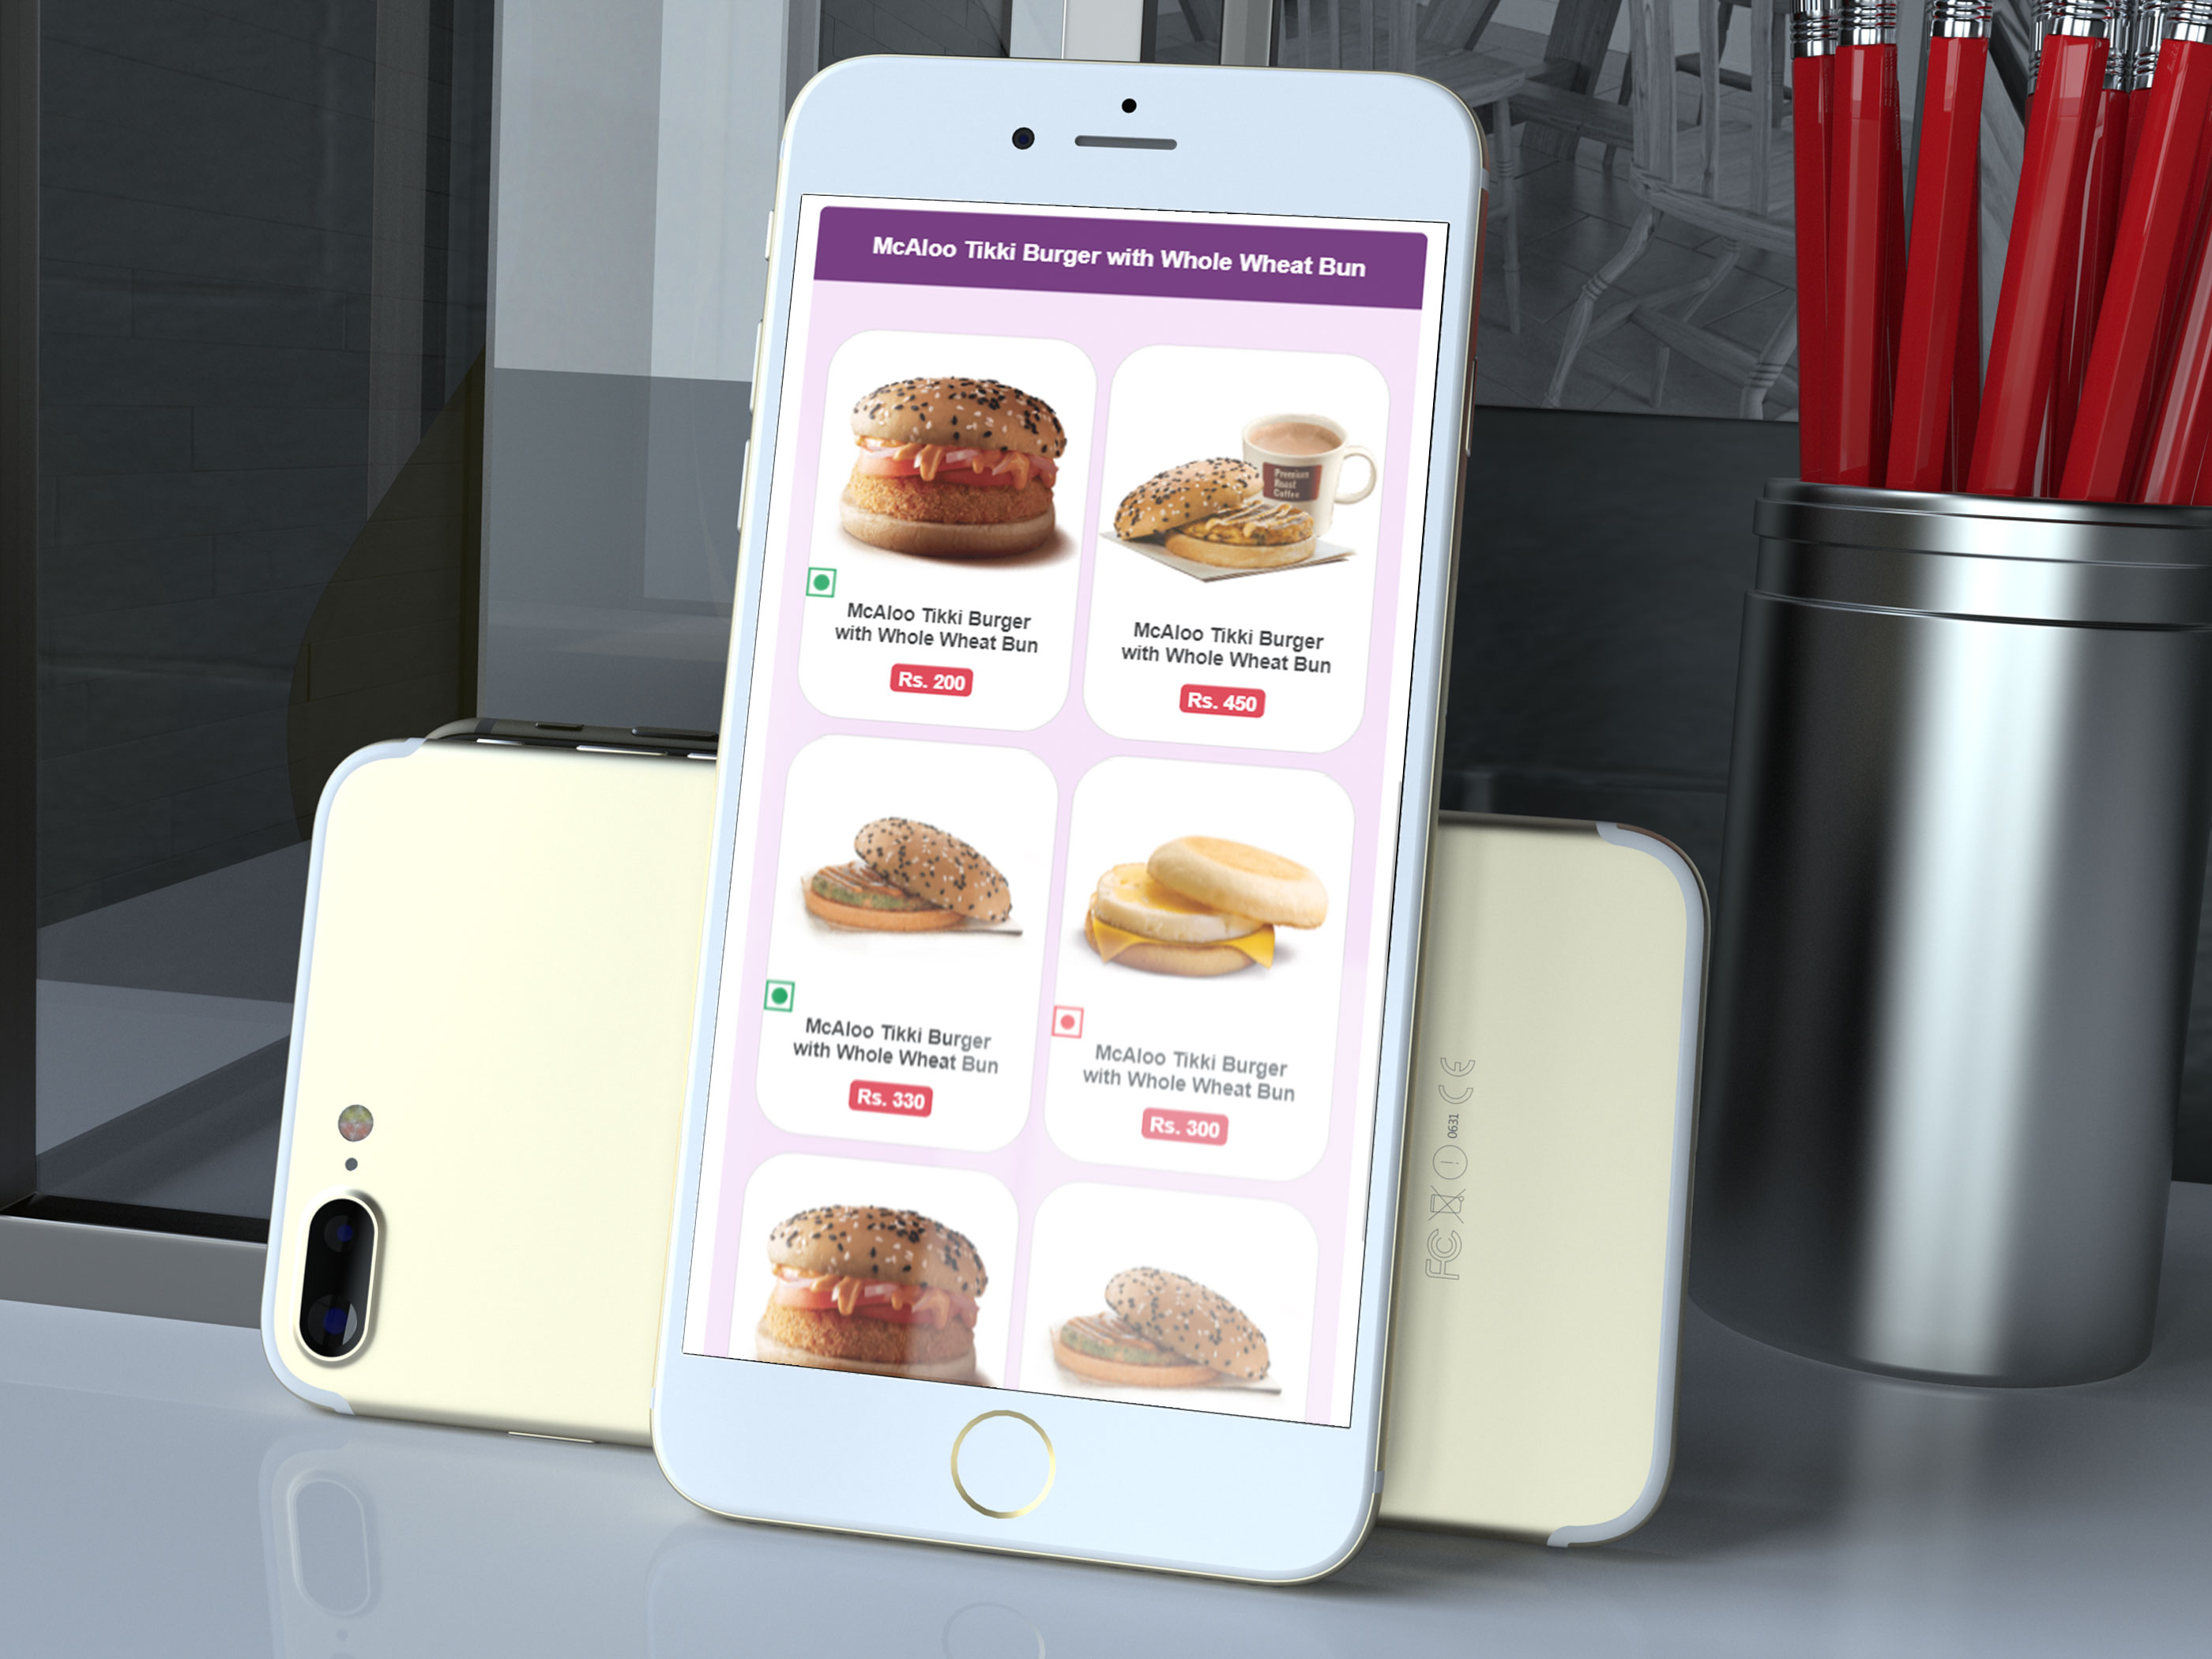 McAloo Tikki Burger with Whole Wheat Bun
Premium
Roast
Coffee
McAloo Tikki Burger
with Whole Wheat Bun
Rs. 200
McAloo Tikki Burger
with Whole Wheat Bun
Rs. 450
McAloo Tikki Burger
with Whole Wheat Bun
Rs. 330
McAloo Tikki Burger
with Whole Wheat Bun
Rs. 300
FC 0631 CE